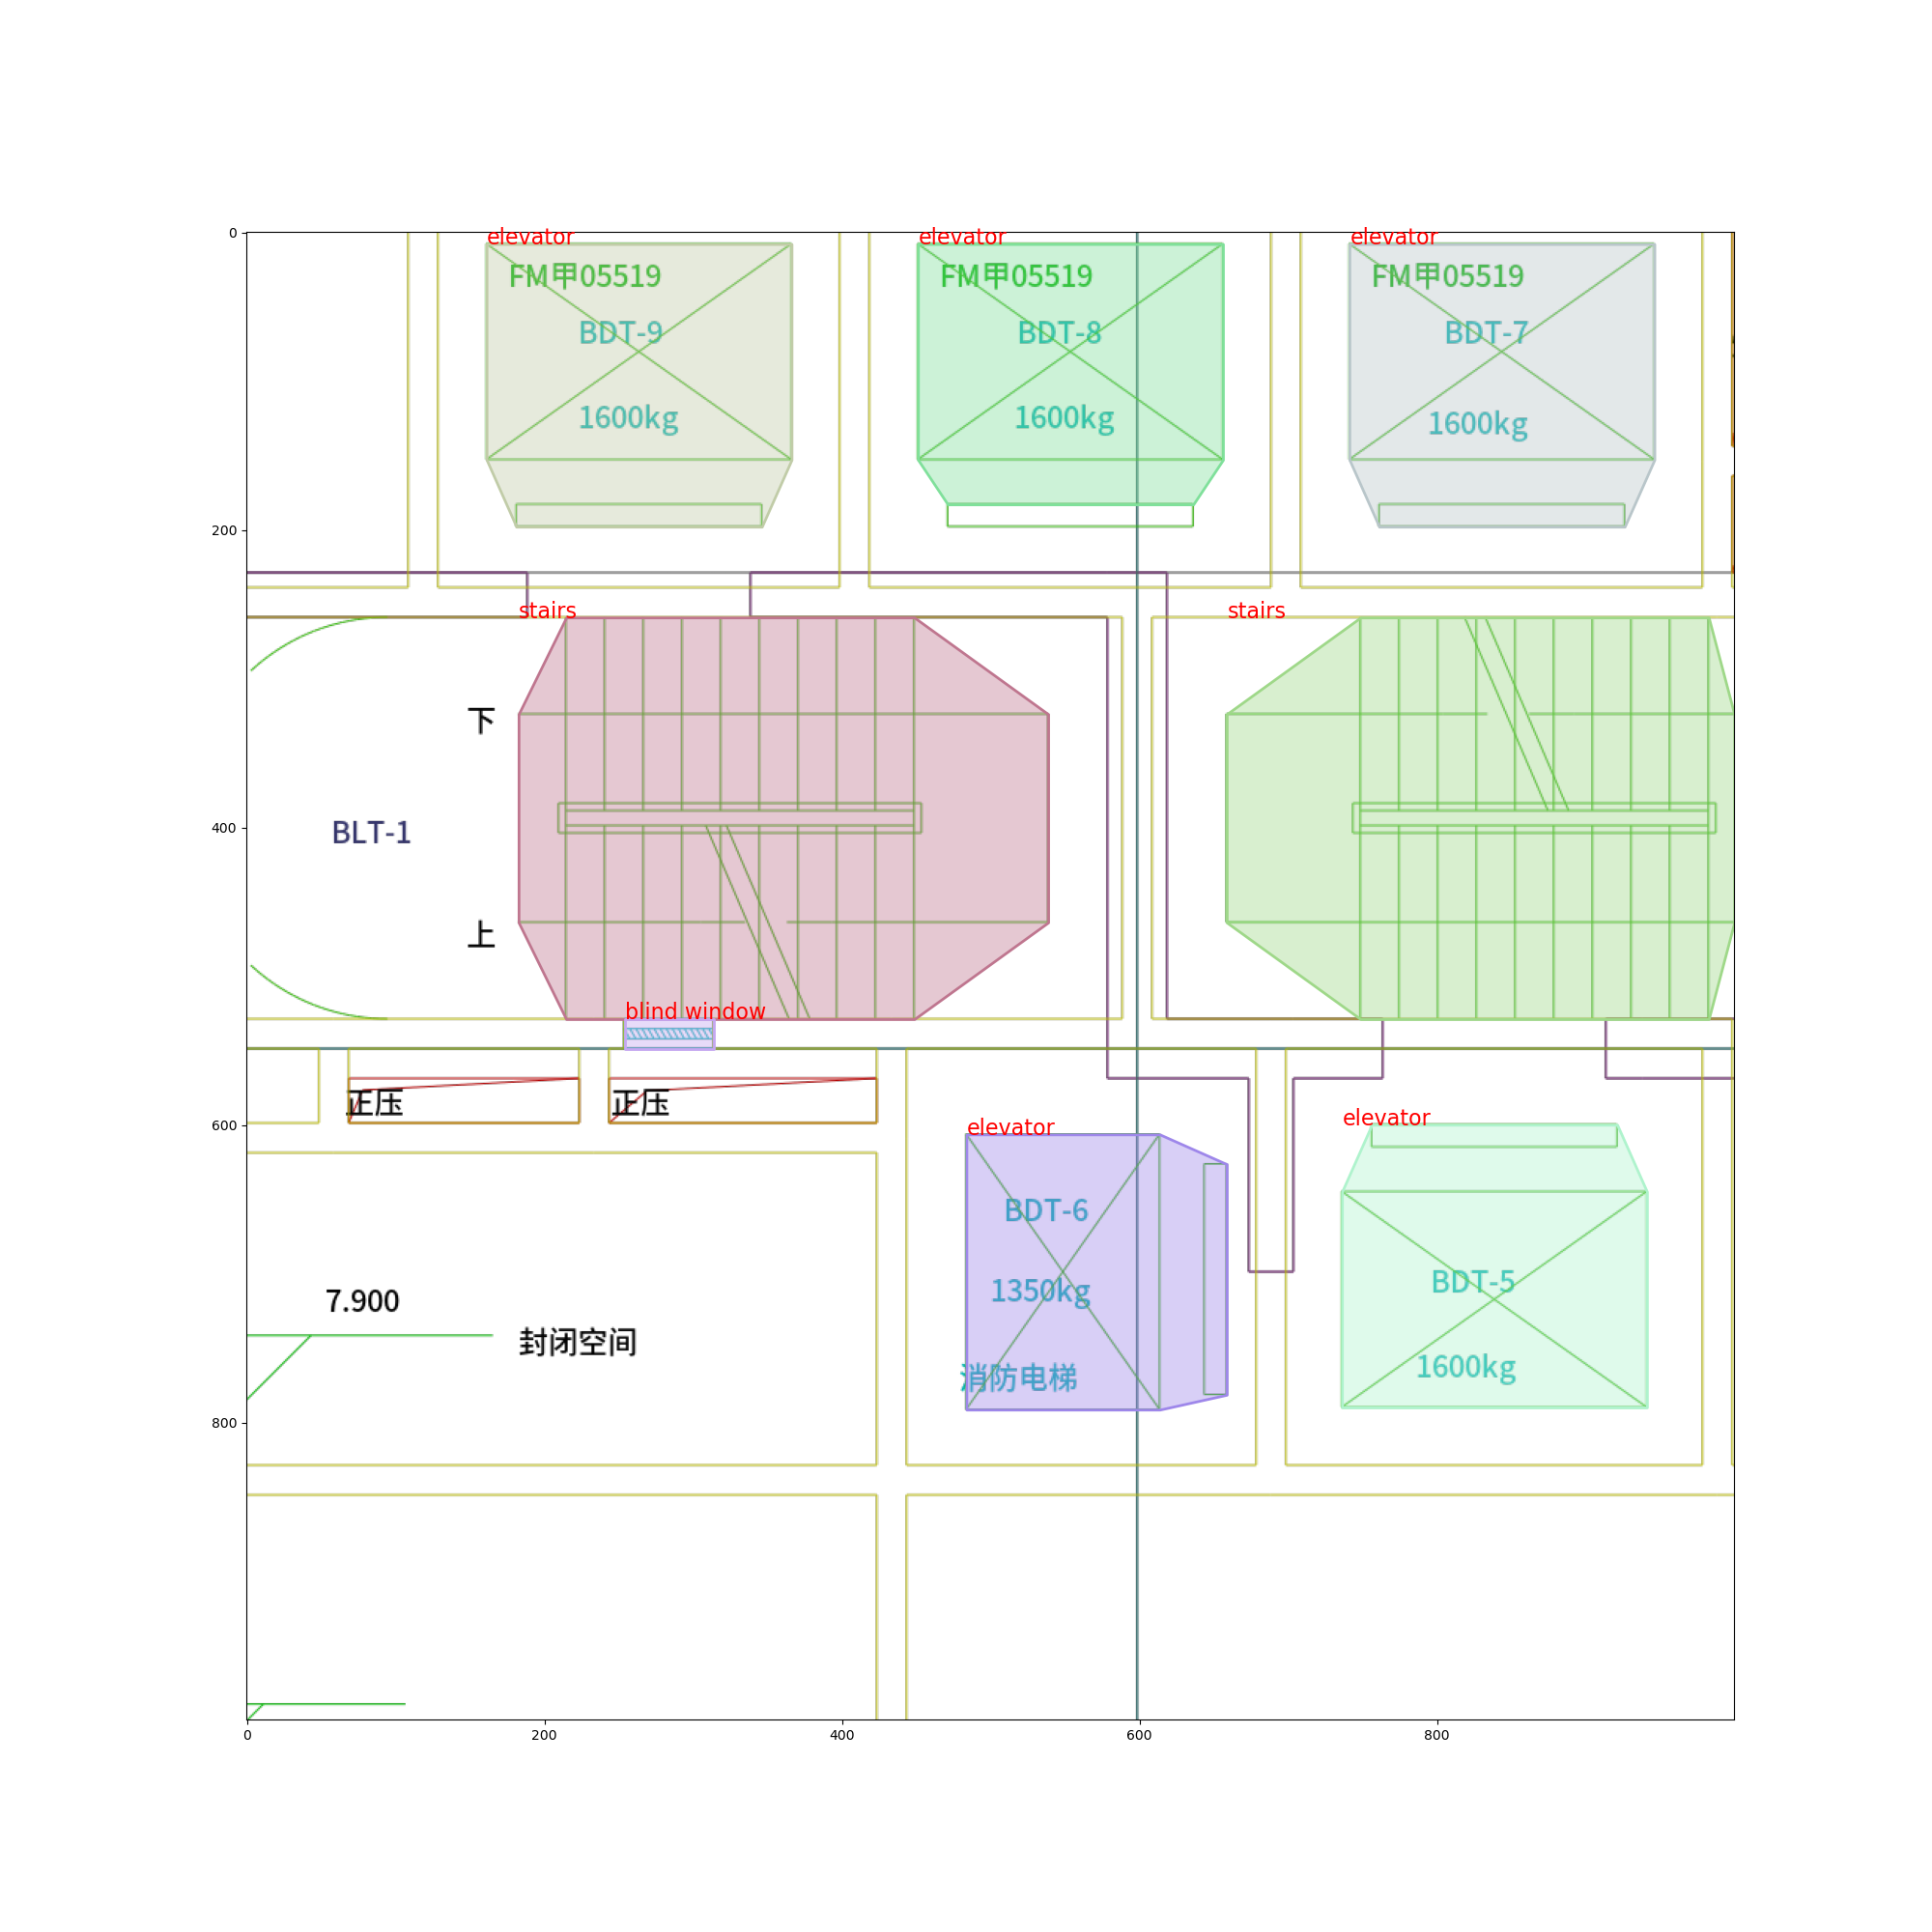 0
elevator
elevator
elevator
FM甲05519
FM甲05519
FM甲05519
BDT-9
BDT-8
BDT-7
1600kg
1600kg
1600kg
200
stairs
stairs
下
400
BLT-1
上
blind window
正压
正压
600
elevator
elevator
BDT-6
BDT-5
1350kg
7.900
封闭空间
1600kg
消防电梯
800
0
200
400
600
800